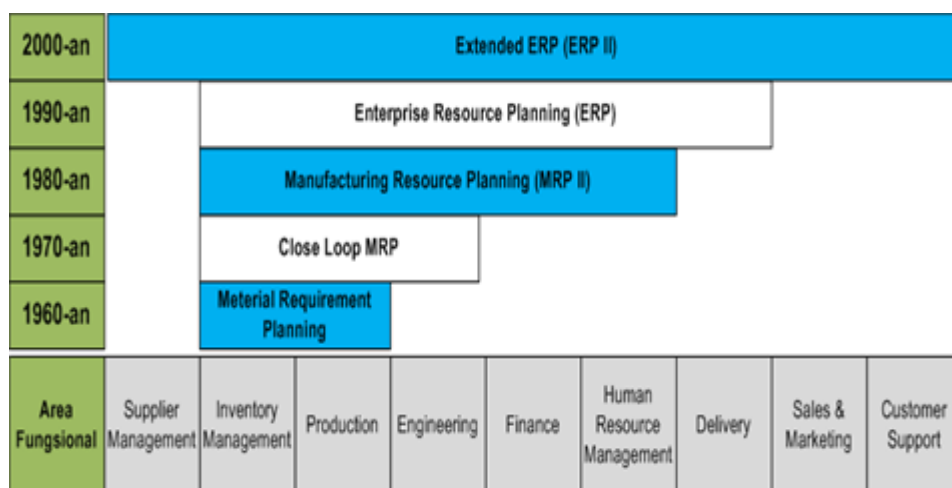 2000-an
Extended ERP (ERP II)
1990-an
Enterprise Resource Planning (ERP)
1980-an
Manufacturing Resource Planning (MRP II)
1970-an
Close Loop MRP
1960-an
Meterial Requirement
Planning
Area
Fungsional
Supplier
Management
Inventory
Management
Production
Engineering
Finance
Human
Resource
Management
Delivery
Sales &
Marketing
Customer
Support